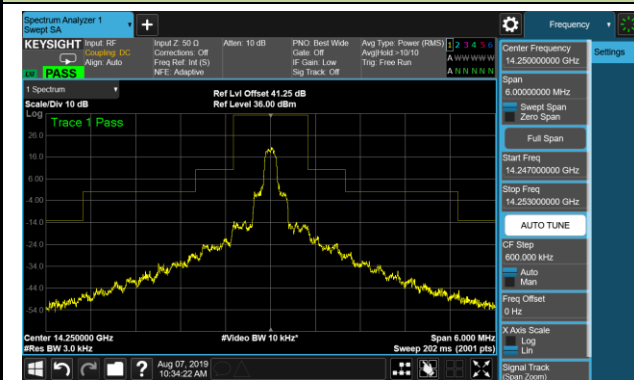 Spectrum Analyzer 1
Swept SA
Frequency
KEYSIGHT
Input: RF
Coupling: DC
Align: Auto
PASS
Input Z: 50 Ω
Corrections: Off
Freq Ref: Int (S)
NFE: Adaptive
Atten: 10 dB
PNO: Best Wide
Gate: Off
IF Gain: Low
Sig Track: Off
Avg Type: Power (RMS)
Avg|Hold:>10/10
Trig: Free Run
1 2 3 4 5 6
A W W W W W
A N N N N N
1 Spectrum
Scale/Div 10 dB
Log
Ref Lvl Offset 41.25 dB
Ref Level 36.00 dBm
Trace 1 Pass
26.0
16.0
6.00
-4.00
-14.0
-24.0
-34.0
-44.0
-54.0
Center 14.250000 GHz
#Res BW 3.0 kHz
#Video BW 10 kHz*
Span 6.000 MHz
Sweep 202 ms (2001 pts)
Aug 07, 2019
10:34:22 AM
Center Frequency
14.250000000 GHz
Settings
Span
6.00000000 MHz
Swept Span
Zero Span
Full Span
Start Freq
14.247000000 GHz
Stop Freq
14.253000000 GHz
AUTO TUNE
CF Step
600.000 kHz
Auto
Man
Freq Offset
0 Hz
X Axis Scale
Log
Lin
Signal Track
(Span Zoom)